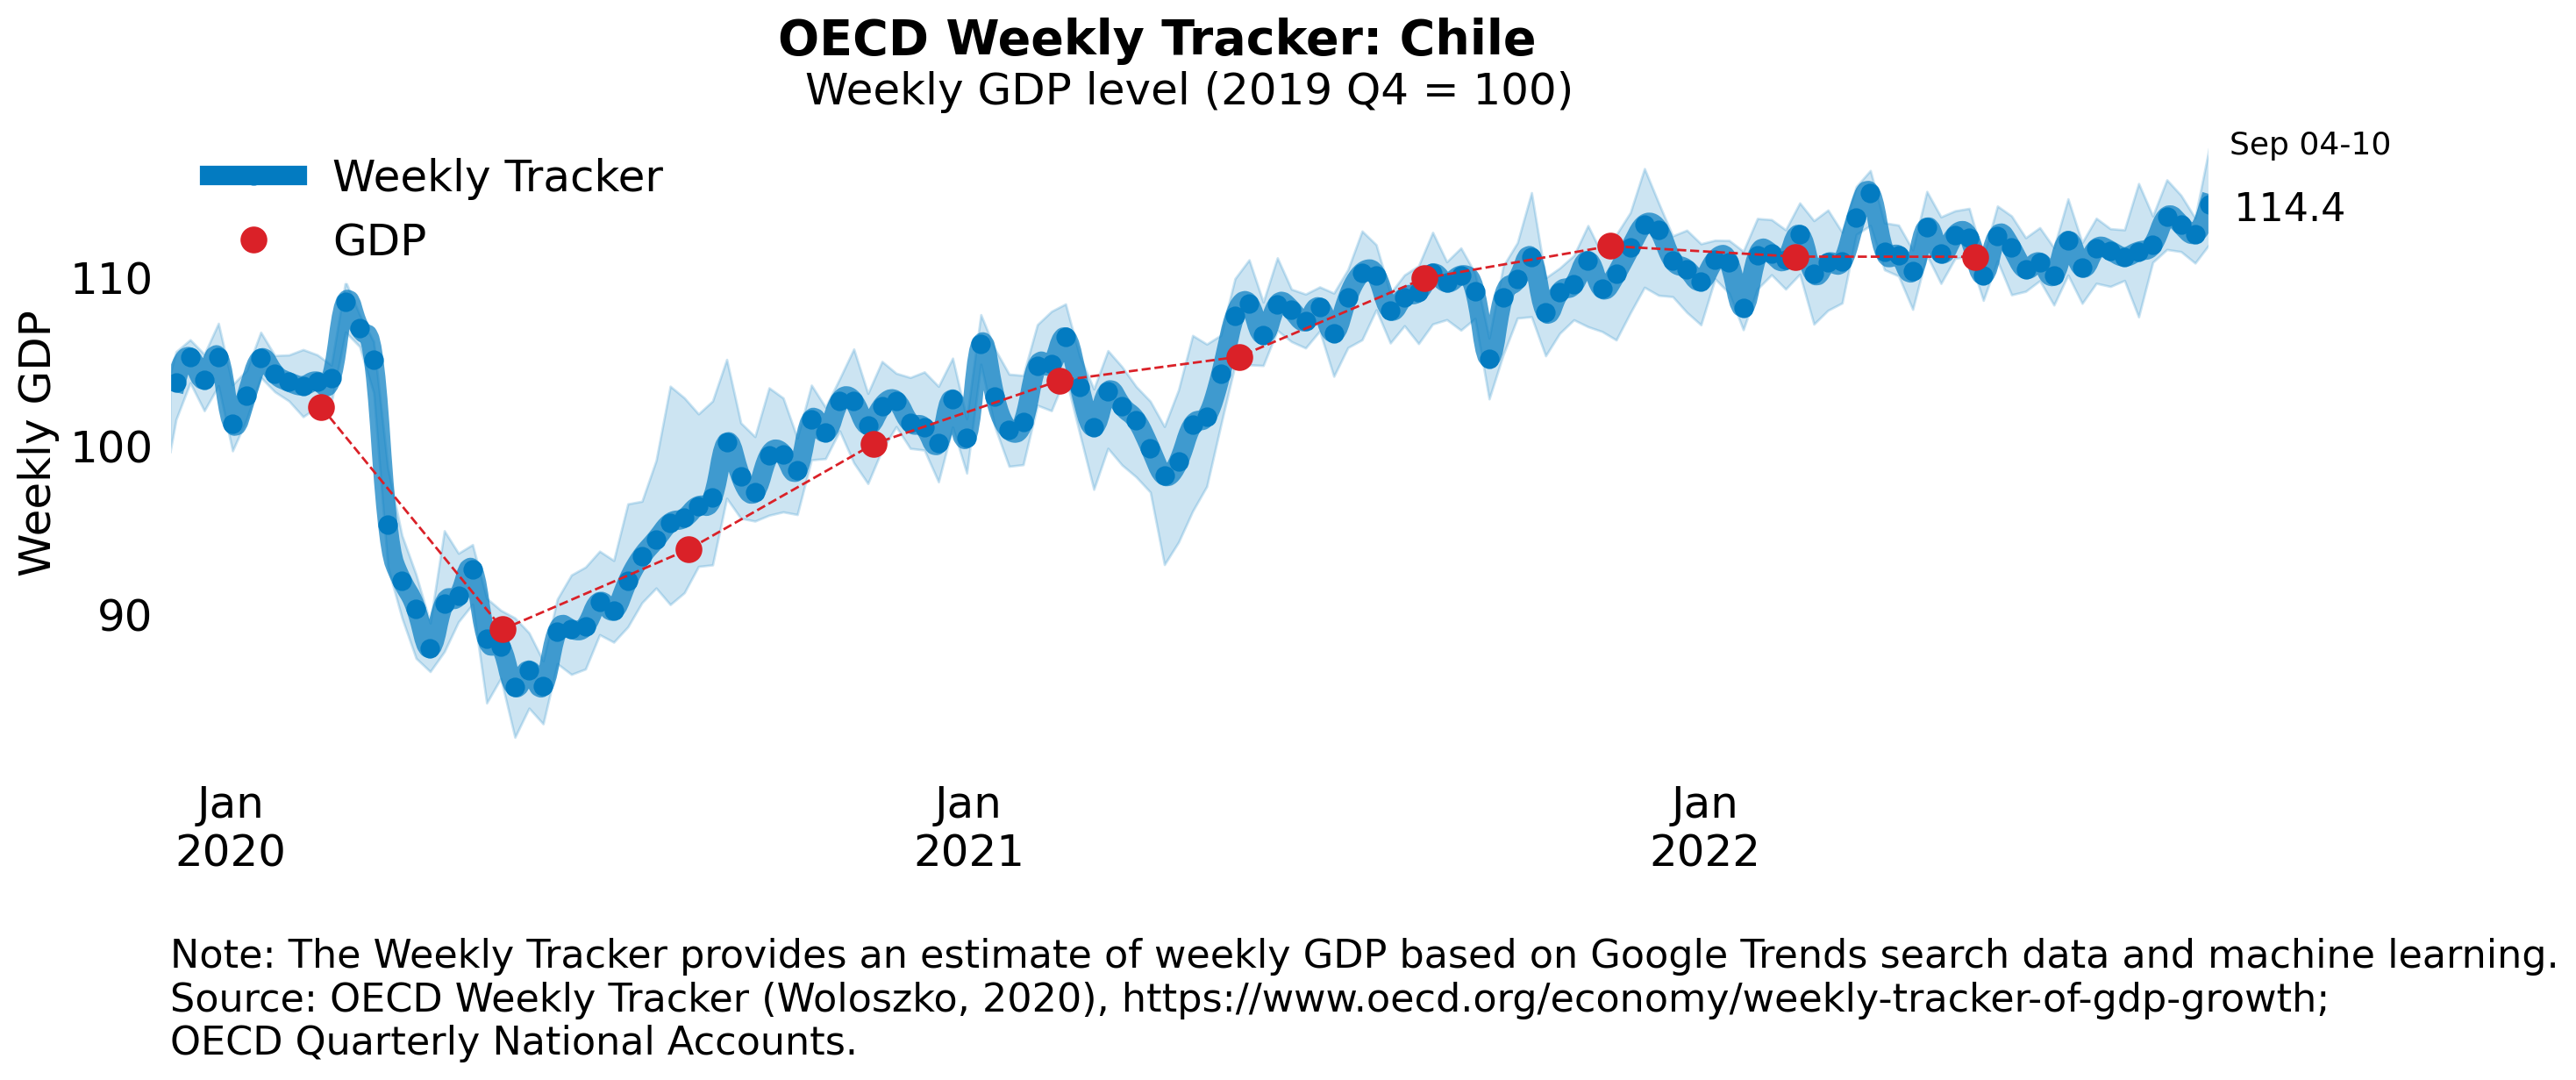 OECD Weekly Tracker: Chile
Weekly GDP level (2019 Q4 = 100)
Sep 04-10
114.4
Weekly Tracker
GDP
110
100
90
Weekly GDP
Jan
2020
Jan
2021
Jan
2022
Note: The Weekly Tracker provides an estimate of weekly GDP based on Google Trends search data and machine learning.
Source: OECD Weekly Tracker (Woloszko, 2020), https://www.oecd.org/economy/weekly-tracker-of-gdp-growth;
OECD Quarterly National Accounts.